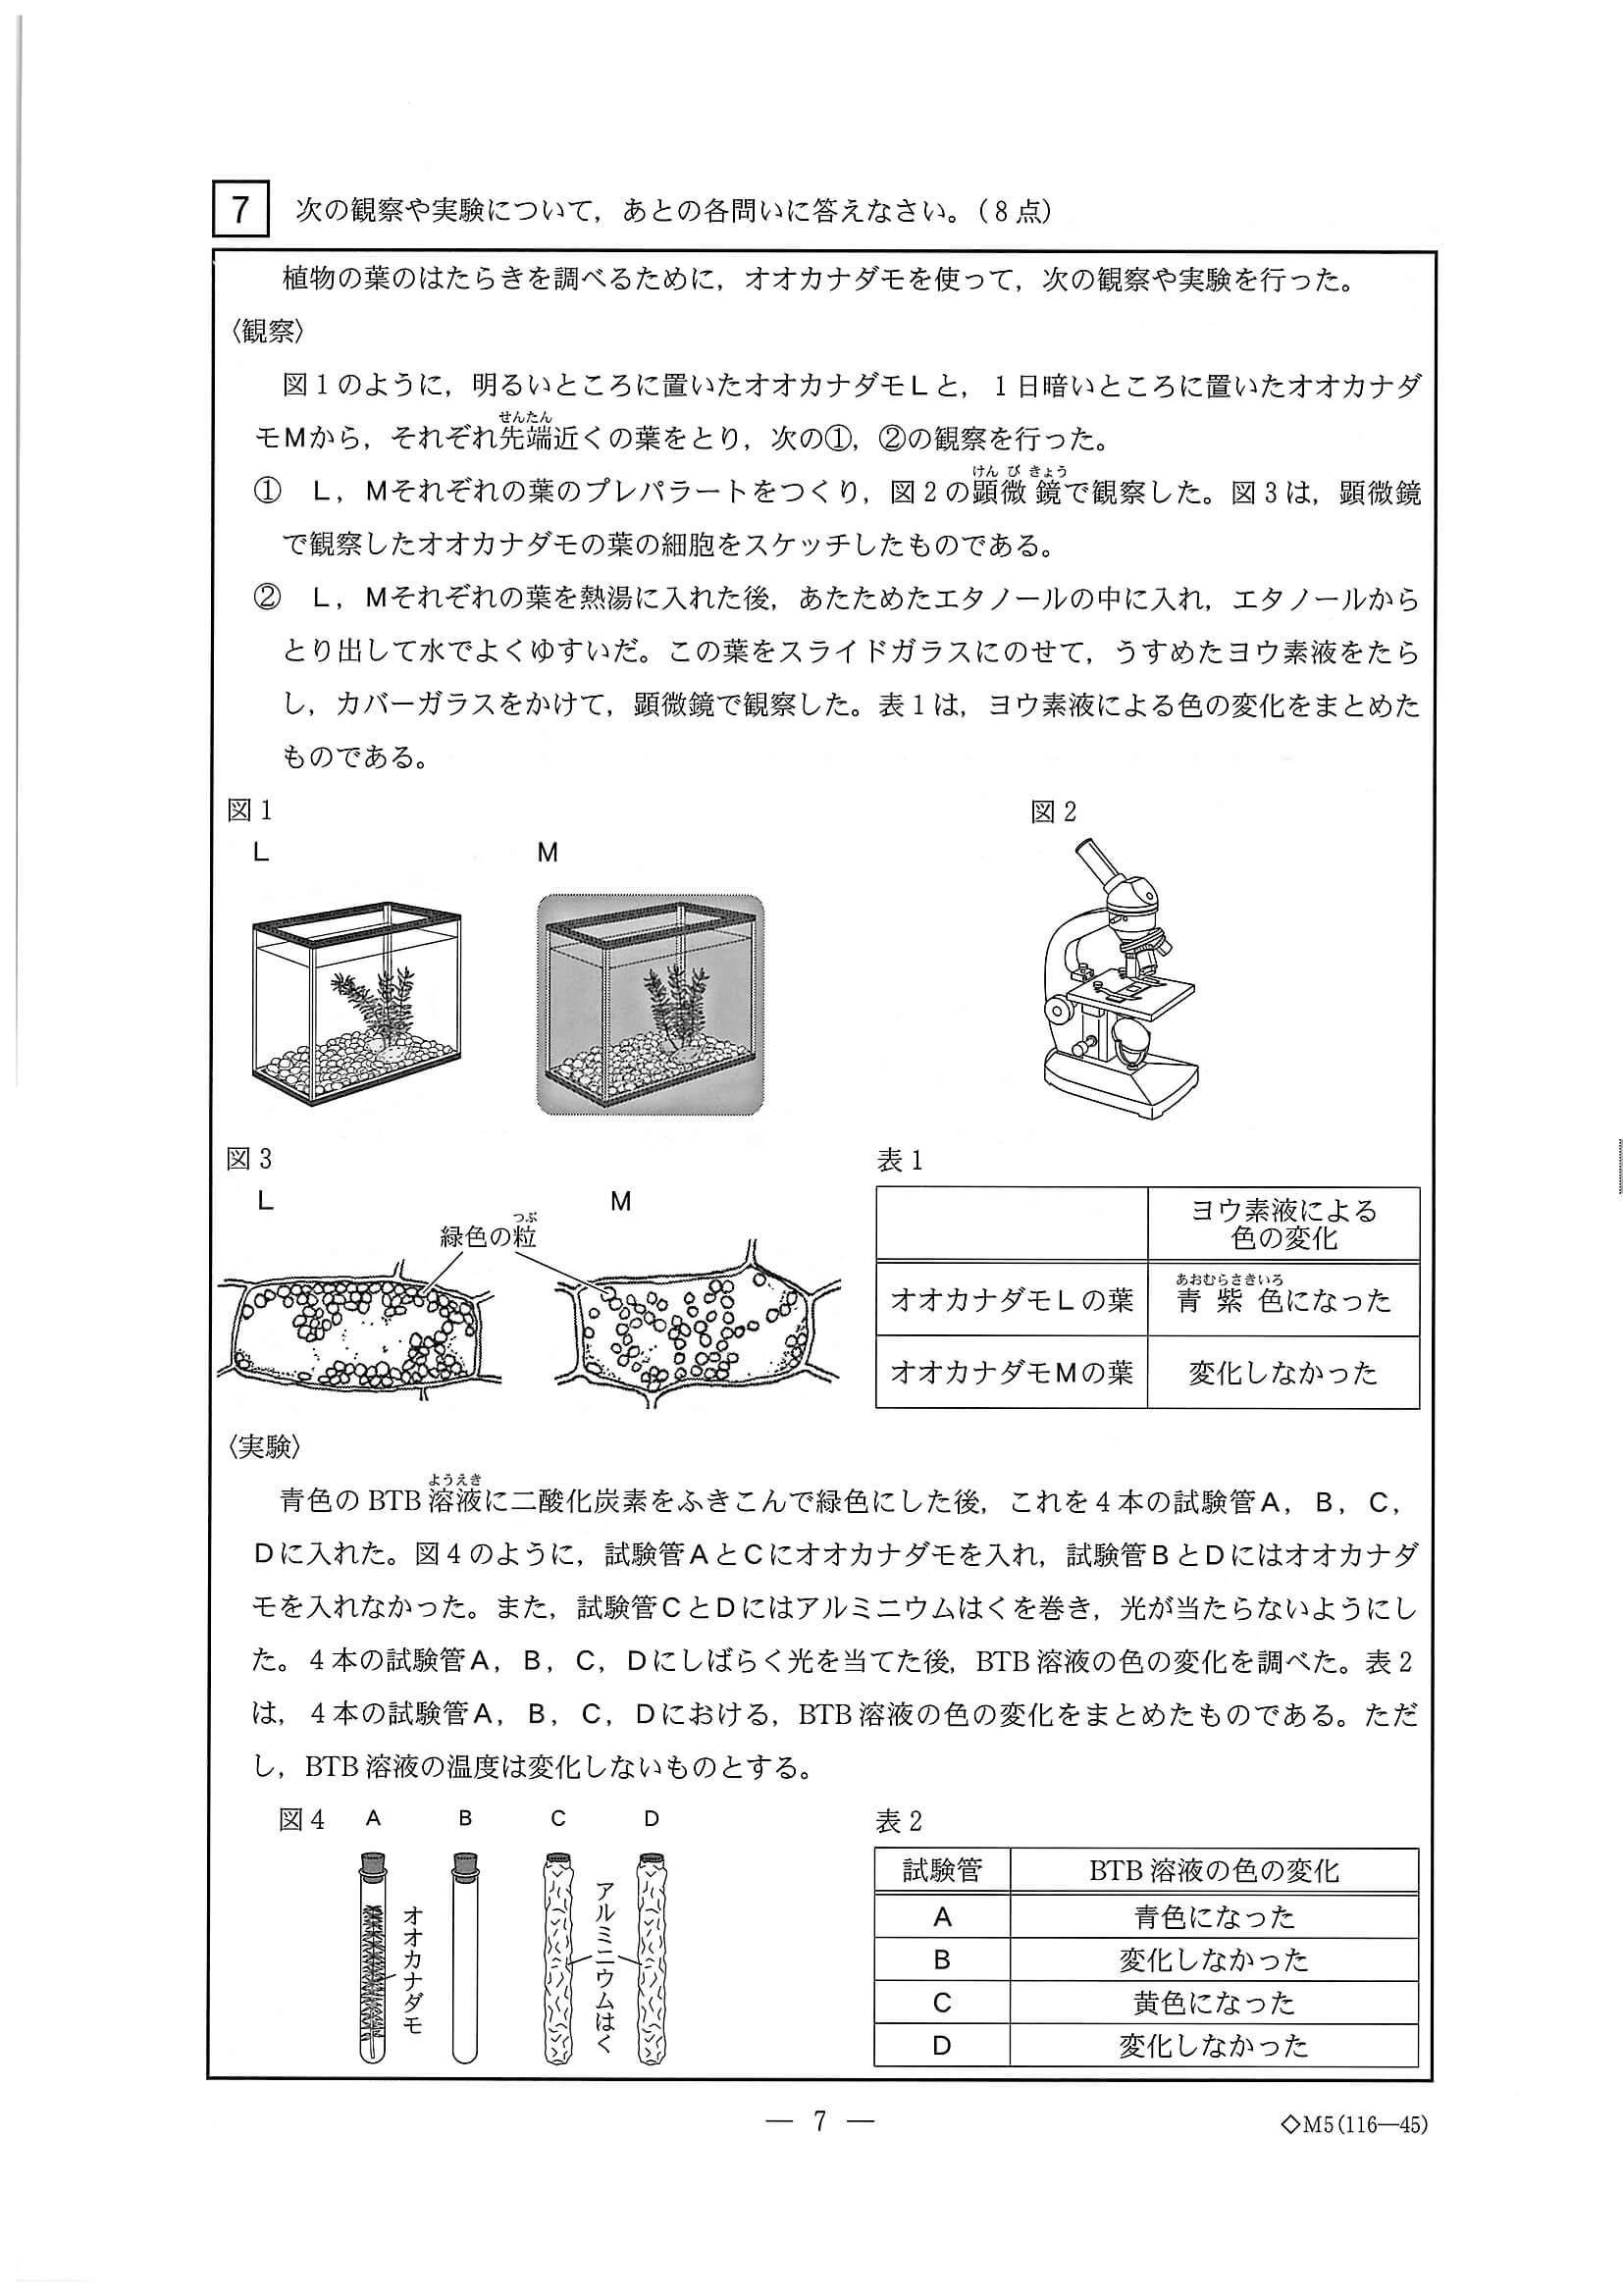 7 次の観察や実験について，あとの各問いに答えなさい。（8点）
植物の葉のはたらきを調べるために，オオカナダモを使って，次の観察や実験を行った。
〈観察〉
図1のように，明るいところに置いたオオカナダモLと，1日暗いところに置いたオオカナダ
せんたん
モMから，それぞれ先端近くの葉をとり，次の①，②の観察を行った。
けんびきょう
① L，Mそれぞれの葉のプレパラートをつくり，図2の顕微鏡で観察した。図3は，顕微鏡
で観察したオオカナダモの葉の細胞をスケッチしたものである。
② L，Mそれぞれの葉を熱湯に入れた後，あたためたエタノールの中に入れ，エタノールから
とり出して水でよくゆすいだ。この葉をスライドガラスにのせて，うすめたヨウ素液をたら
し，カバーガラスをかけて，顕微鏡で観察した。表1は，ヨウ素液による色の変化をまとめた
ものである。
図1
L
M
図2
図3
L
M
つぶ
緑色の粒
表1
ヨウ素液による
色の変化
オオカナダモLの葉
あおむらさきいろ
青紫色になった
オオカナダモMの葉
変化しなかった
〈実験〉
ようえき
青色のBTB溶液に二酸化炭素をふきこんで緑色にした後，これを4本の試験管A，B，C，
Dに入れた。図4のように，試験管AとCにオオカナダモを入れ，試験管BとDにはオオカナダ
モを入れなかった。また，試験管CとDにはアルミニウムはくを巻き，光が当たらないようにし
た。4本の試験管A，B，C，Dにしばらく光を当てた後，BTB溶液の色の変化を調べた。表2
は，4本の試験管A，B，C，Dにおける，BTB溶液の色の変化をまとめたものである。ただ
し，BTB溶液の温度は変化しないものとする。
図4
A B C D
オオカナダモ
アルミニウムはく
表2
試験管 BTB溶液の色の変化
A 青色になった
B 変化しなかった
C 黄色になった
D 変化しなかった
— 7 —
◇M5(116—45)